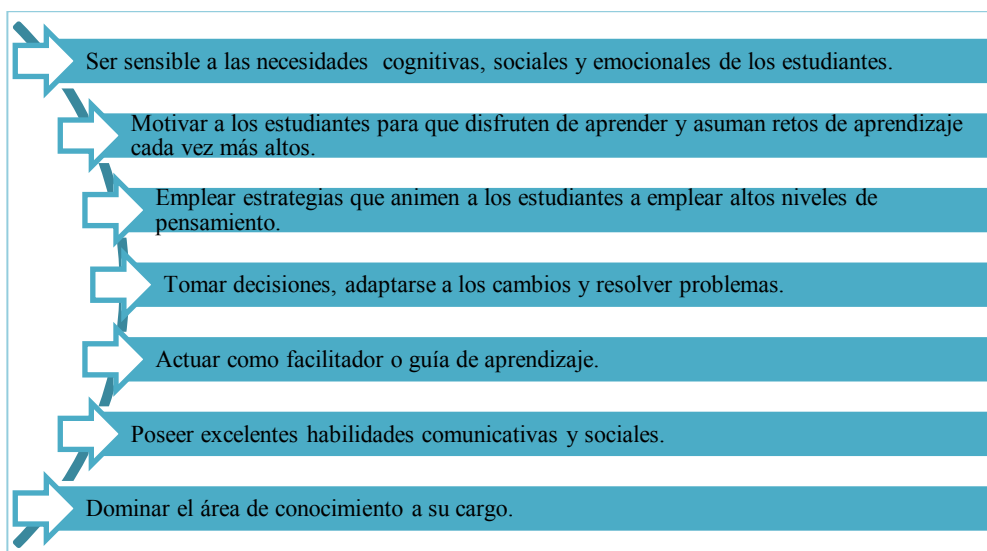 Ser sensible a las necesidades  cognitivas, sociales y emocionales de los estudiantes.
Motivar a los estudiantes para que disfruten de aprender y asuman retos de aprendizaje
cada vez más altos.
Emplear estrategias que animen a los estudiantes a emplear altos niveles de
pensamiento.
Tomar decisiones, adaptarse a los cambios y resolver problemas.
Actuar como facilitador o guía de aprendizaje.
Poseer excelentes habilidades comunicativas y sociales.
Dominar el área de conocimiento a su cargo.